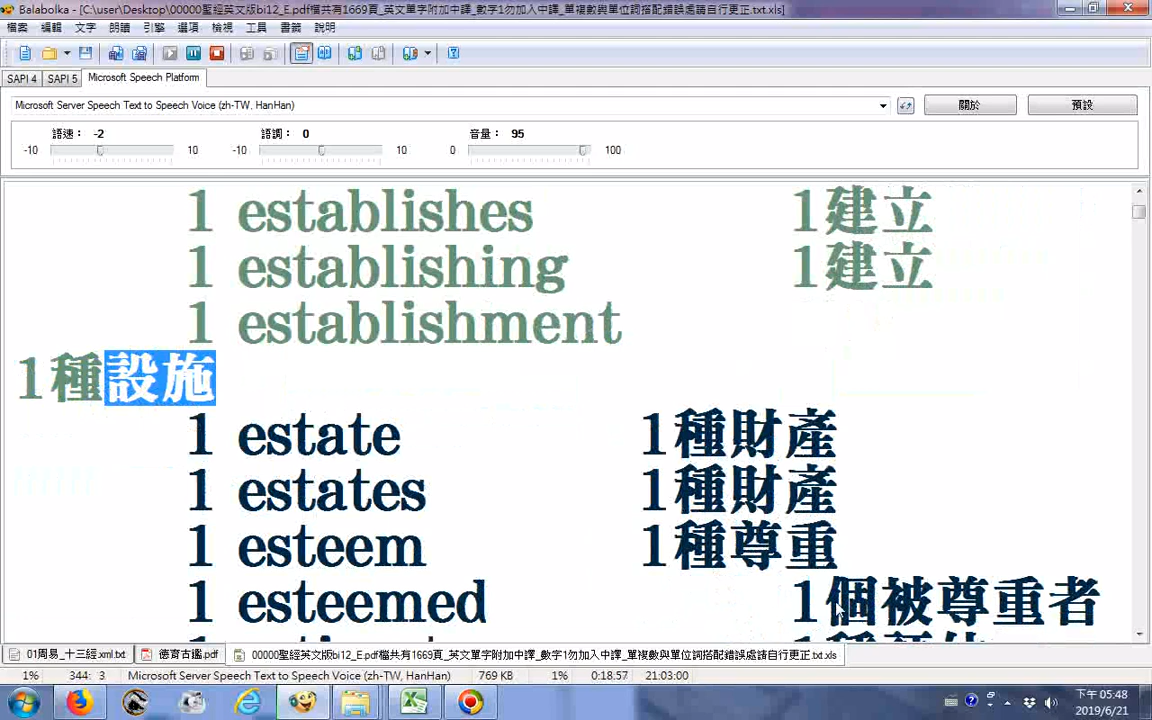 Balabolka - [C:\user\Desktop\00000聖經英文版bi12_E.pdf檔共有1669頁_英文單字附加中譯_數字1勿加入中譯_單複數與單位詞搭配錯誤處請自行更正.txt.xls]
檔案 編輯 文字 朗讀 引擎 選項 檢視 工具 書籤 說明
SAPI 4 SAPI 5 Microsoft Speech Platform
Microsoft Server Speech Text to Speech Voice (zh-TW, HanHan) 關於 預設
語速： -2 語調： 0 音量： 95
-10 10 -10 10 0 100
1 establishes 1建立
1 establishing 1建立
1 establishment
1種設施
1 estate 1種財產
1 estates 1種財產
1 esteem 1種尊重
1 esteemed 1個被尊重者
01周易_十三經.xml.txt 德育古鑑.pdf 00000聖經英文版bi12_E.pdf檔共有1669頁_英文單字附加中譯_數字1勿加入中譯_單複數與單位詞搭配錯誤處請自行更正.txt.xls
1% 344: 3 Microsoft Server Speech Text to Speech Voice (zh-TW, HanHan) 769 KB 1% 0:18:57 21:03:00
下午 05:48
2019/6/21